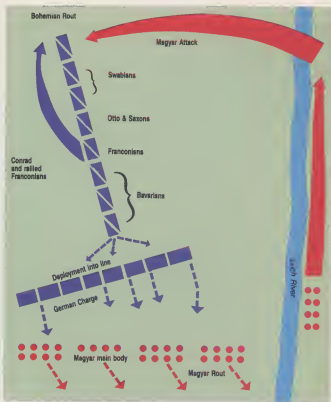 Bohemian Rout
Magyar Attack
Swabians
Otto & Saxons
Franconians
Conrad
and rallied
Franconians
Bavarians
Deployment into line
German Charge
Lech River
Magyar main body
Magyar Rout